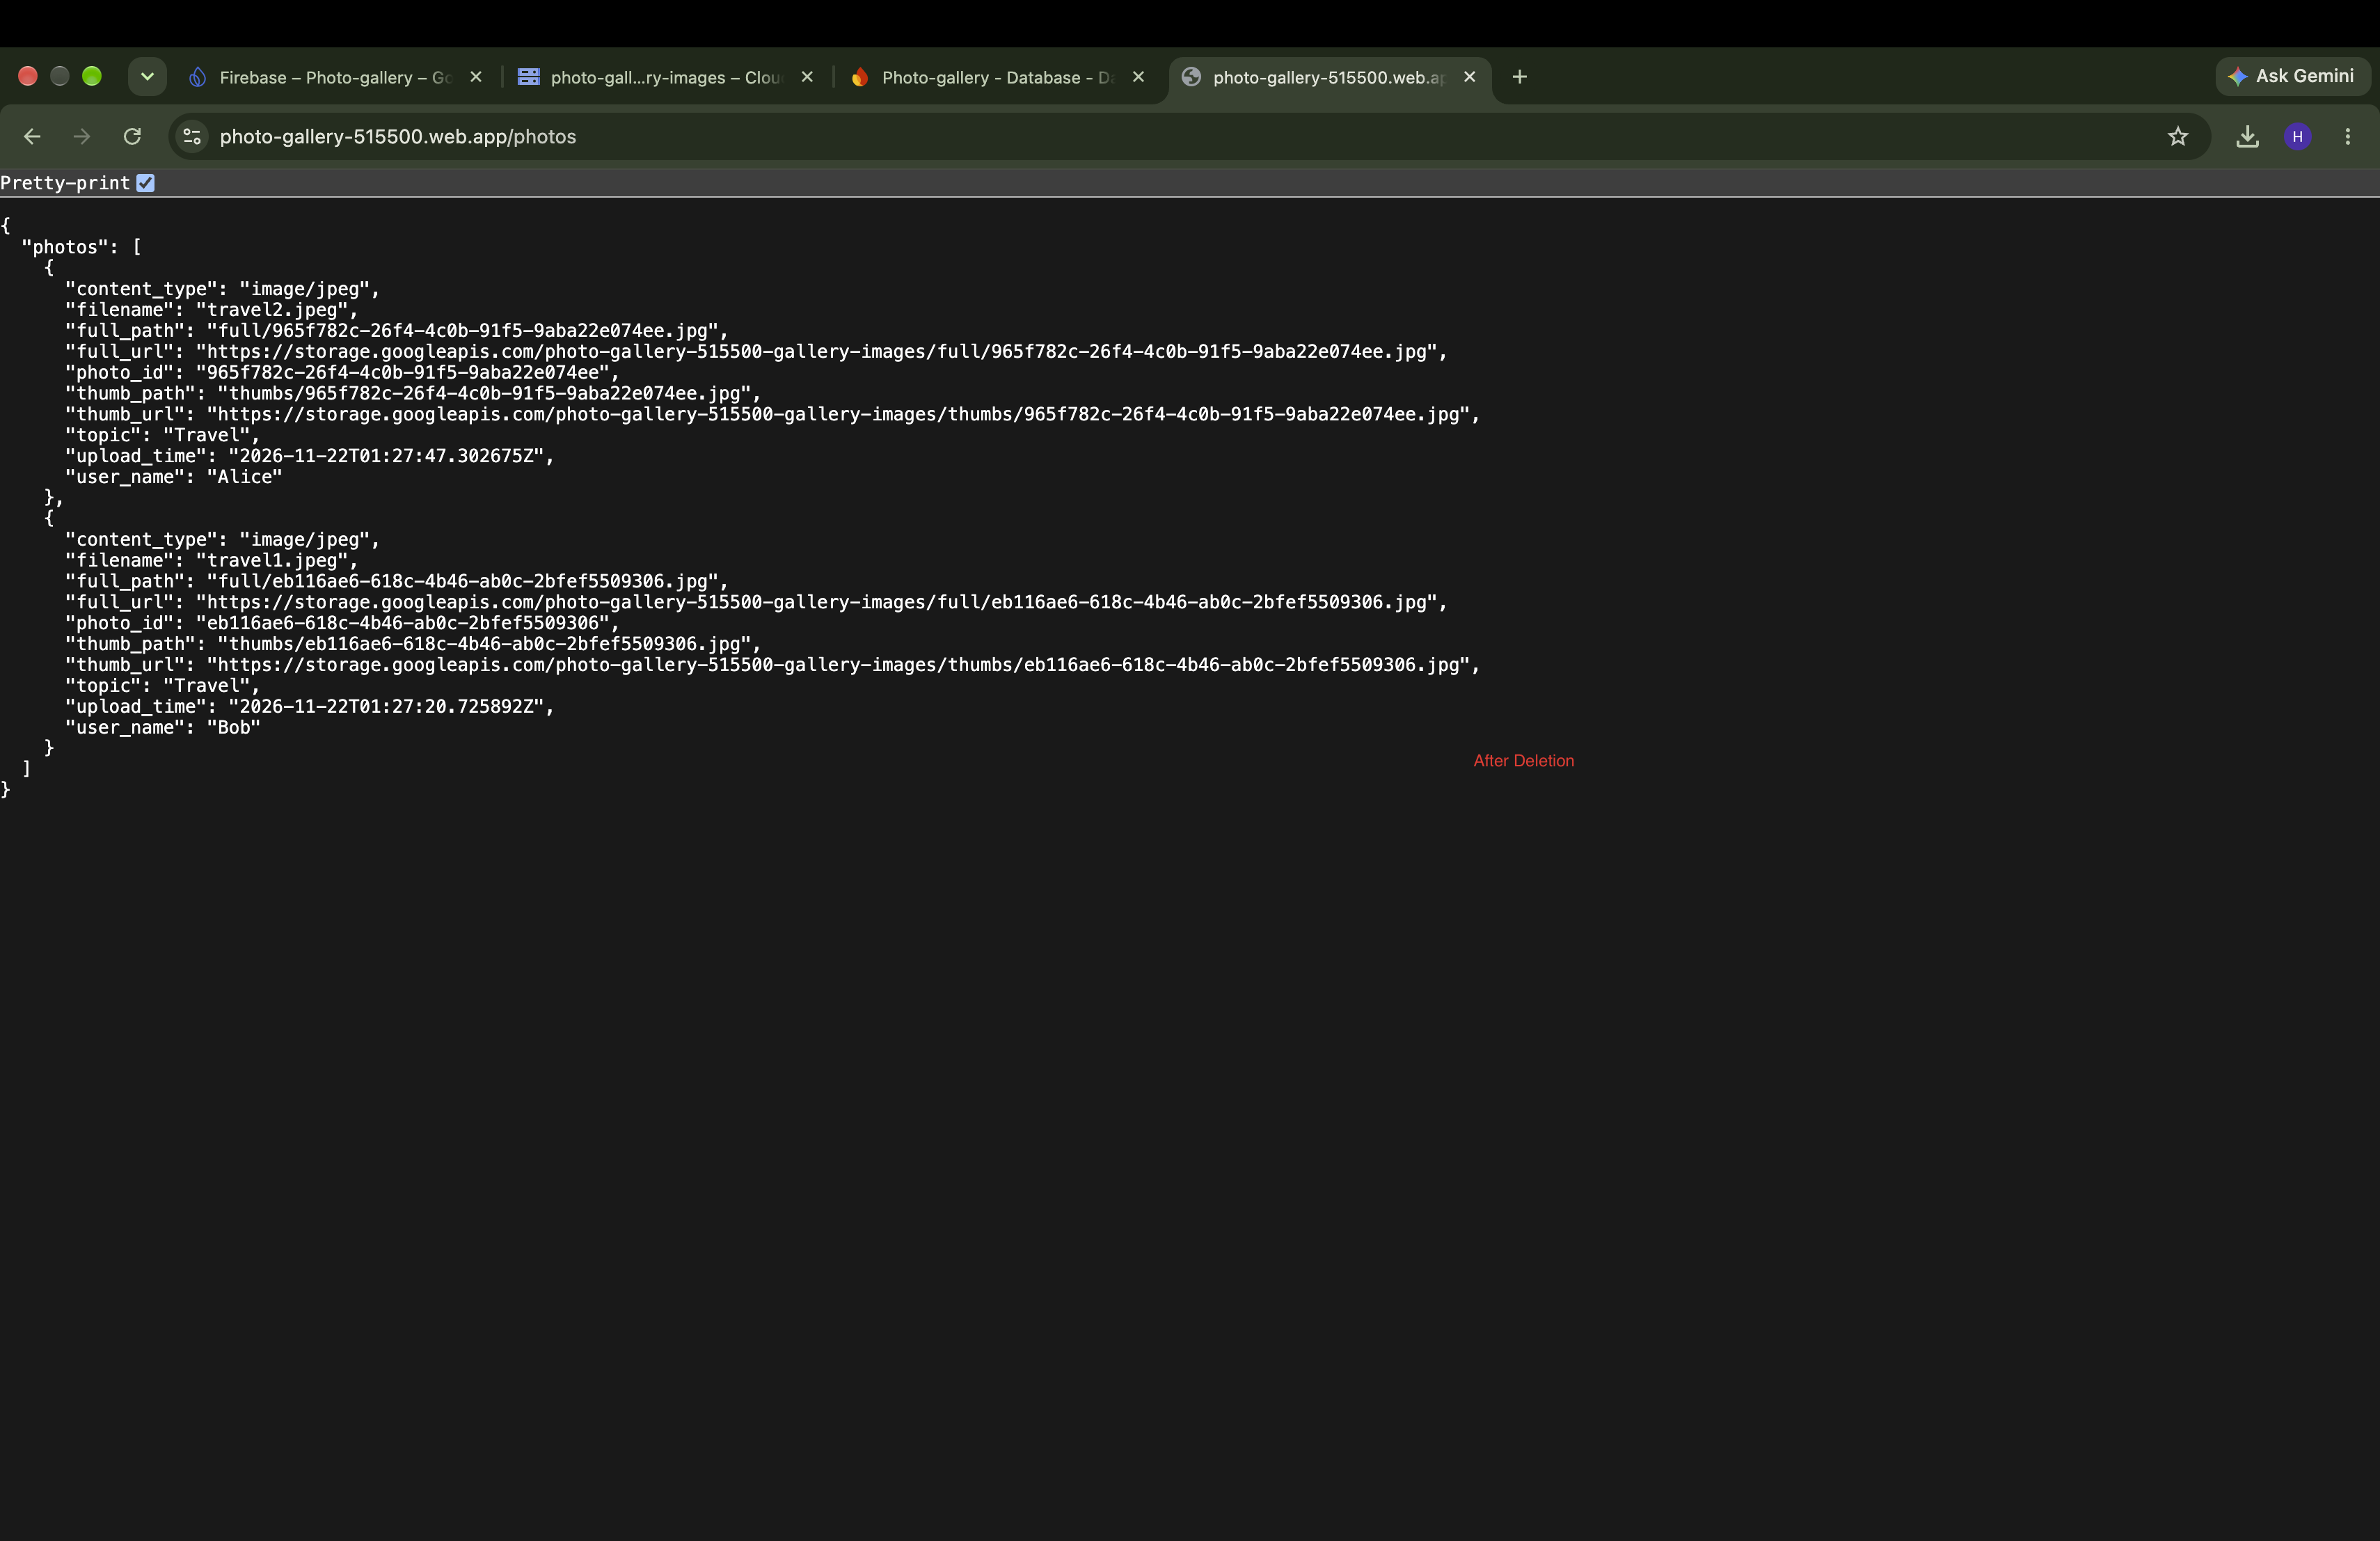 Firebase – Photo-gallery – Go
photo-gall...ry-images – Clou
Photo-gallery - Database - Da
photo-gallery-515500.web.ap
Ask Gemini
photo-gallery-515500.web.app/photos
H
Pretty-print
{
  "photos": [
    {
      "content_type": "image/jpeg",
      "filename": "travel2.jpeg",
      "full_path": "full/965f782c-26f4-4c0b-91f5-9aba22e074ee.jpg",
      "full_url": "https://storage.googleapis.com/photo-gallery-515500-gallery-images/full/965f782c-26f4-4c0b-91f5-9aba22e074ee.jpg",
      "photo_id": "965f782c-26f4-4c0b-91f5-9aba22e074ee",
      "thumb_path": "thumbs/965f782c-26f4-4c0b-91f5-9aba22e074ee.jpg",
      "thumb_url": "https://storage.googleapis.com/photo-gallery-515500-gallery-images/thumbs/965f782c-26f4-4c0b-91f5-9aba22e074ee.jpg",
      "topic": "Travel",
      "upload_time": "2026-11-22T01:27:47.302675Z",
      "user_name": "Alice"
    },
    {
      "content_type": "image/jpeg",
      "filename": "travel1.jpeg",
      "full_path": "full/eb116ae6-618c-4b46-ab0c-2bfef5509306.jpg",
      "full_url": "https://storage.googleapis.com/photo-gallery-515500-gallery-images/full/eb116ae6-618c-4b46-ab0c-2bfef5509306.jpg",
      "photo_id": "eb116ae6-618c-4b46-ab0c-2bfef5509306",
      "thumb_path": "thumbs/eb116ae6-618c-4b46-ab0c-2bfef5509306.jpg",
      "thumb_url": "https://storage.googleapis.com/photo-gallery-515500-gallery-images/thumbs/eb116ae6-618c-4b46-ab0c-2bfef5509306.jpg",
      "topic": "Travel",
      "upload_time": "2026-11-22T01:27:20.725892Z",
      "user_name": "Bob"
    }
After Deletion
  ]
}